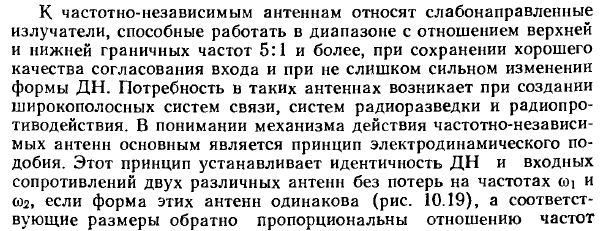 К частотно-независимым антеннам относят слабонаправленные
излучатели, способные работать в диапазоне с отношением верхней
и нижней граничных частот 5:1 и более, при сохранении хорошего
качества согласования входа и при не слишком сильном изменении
формы ДН. Потребность в таких антеннах возникает при создании
широкополосных систем связи, систем радиоразведки и радиопро-
тиводействия. В понимании механизма действия частотно-независи-
мых антенн основным является принцип электродинамического по-
добия. Этот принцип устанавливает идентичность ДН и входных
сопротивлений двух различных антенн без потерь на частотах ω₁ и
ω₂, если форма этих антенн одинакова (рис. 10.19), а соответст-
вующие размеры обратно пропорциональны отношению частот